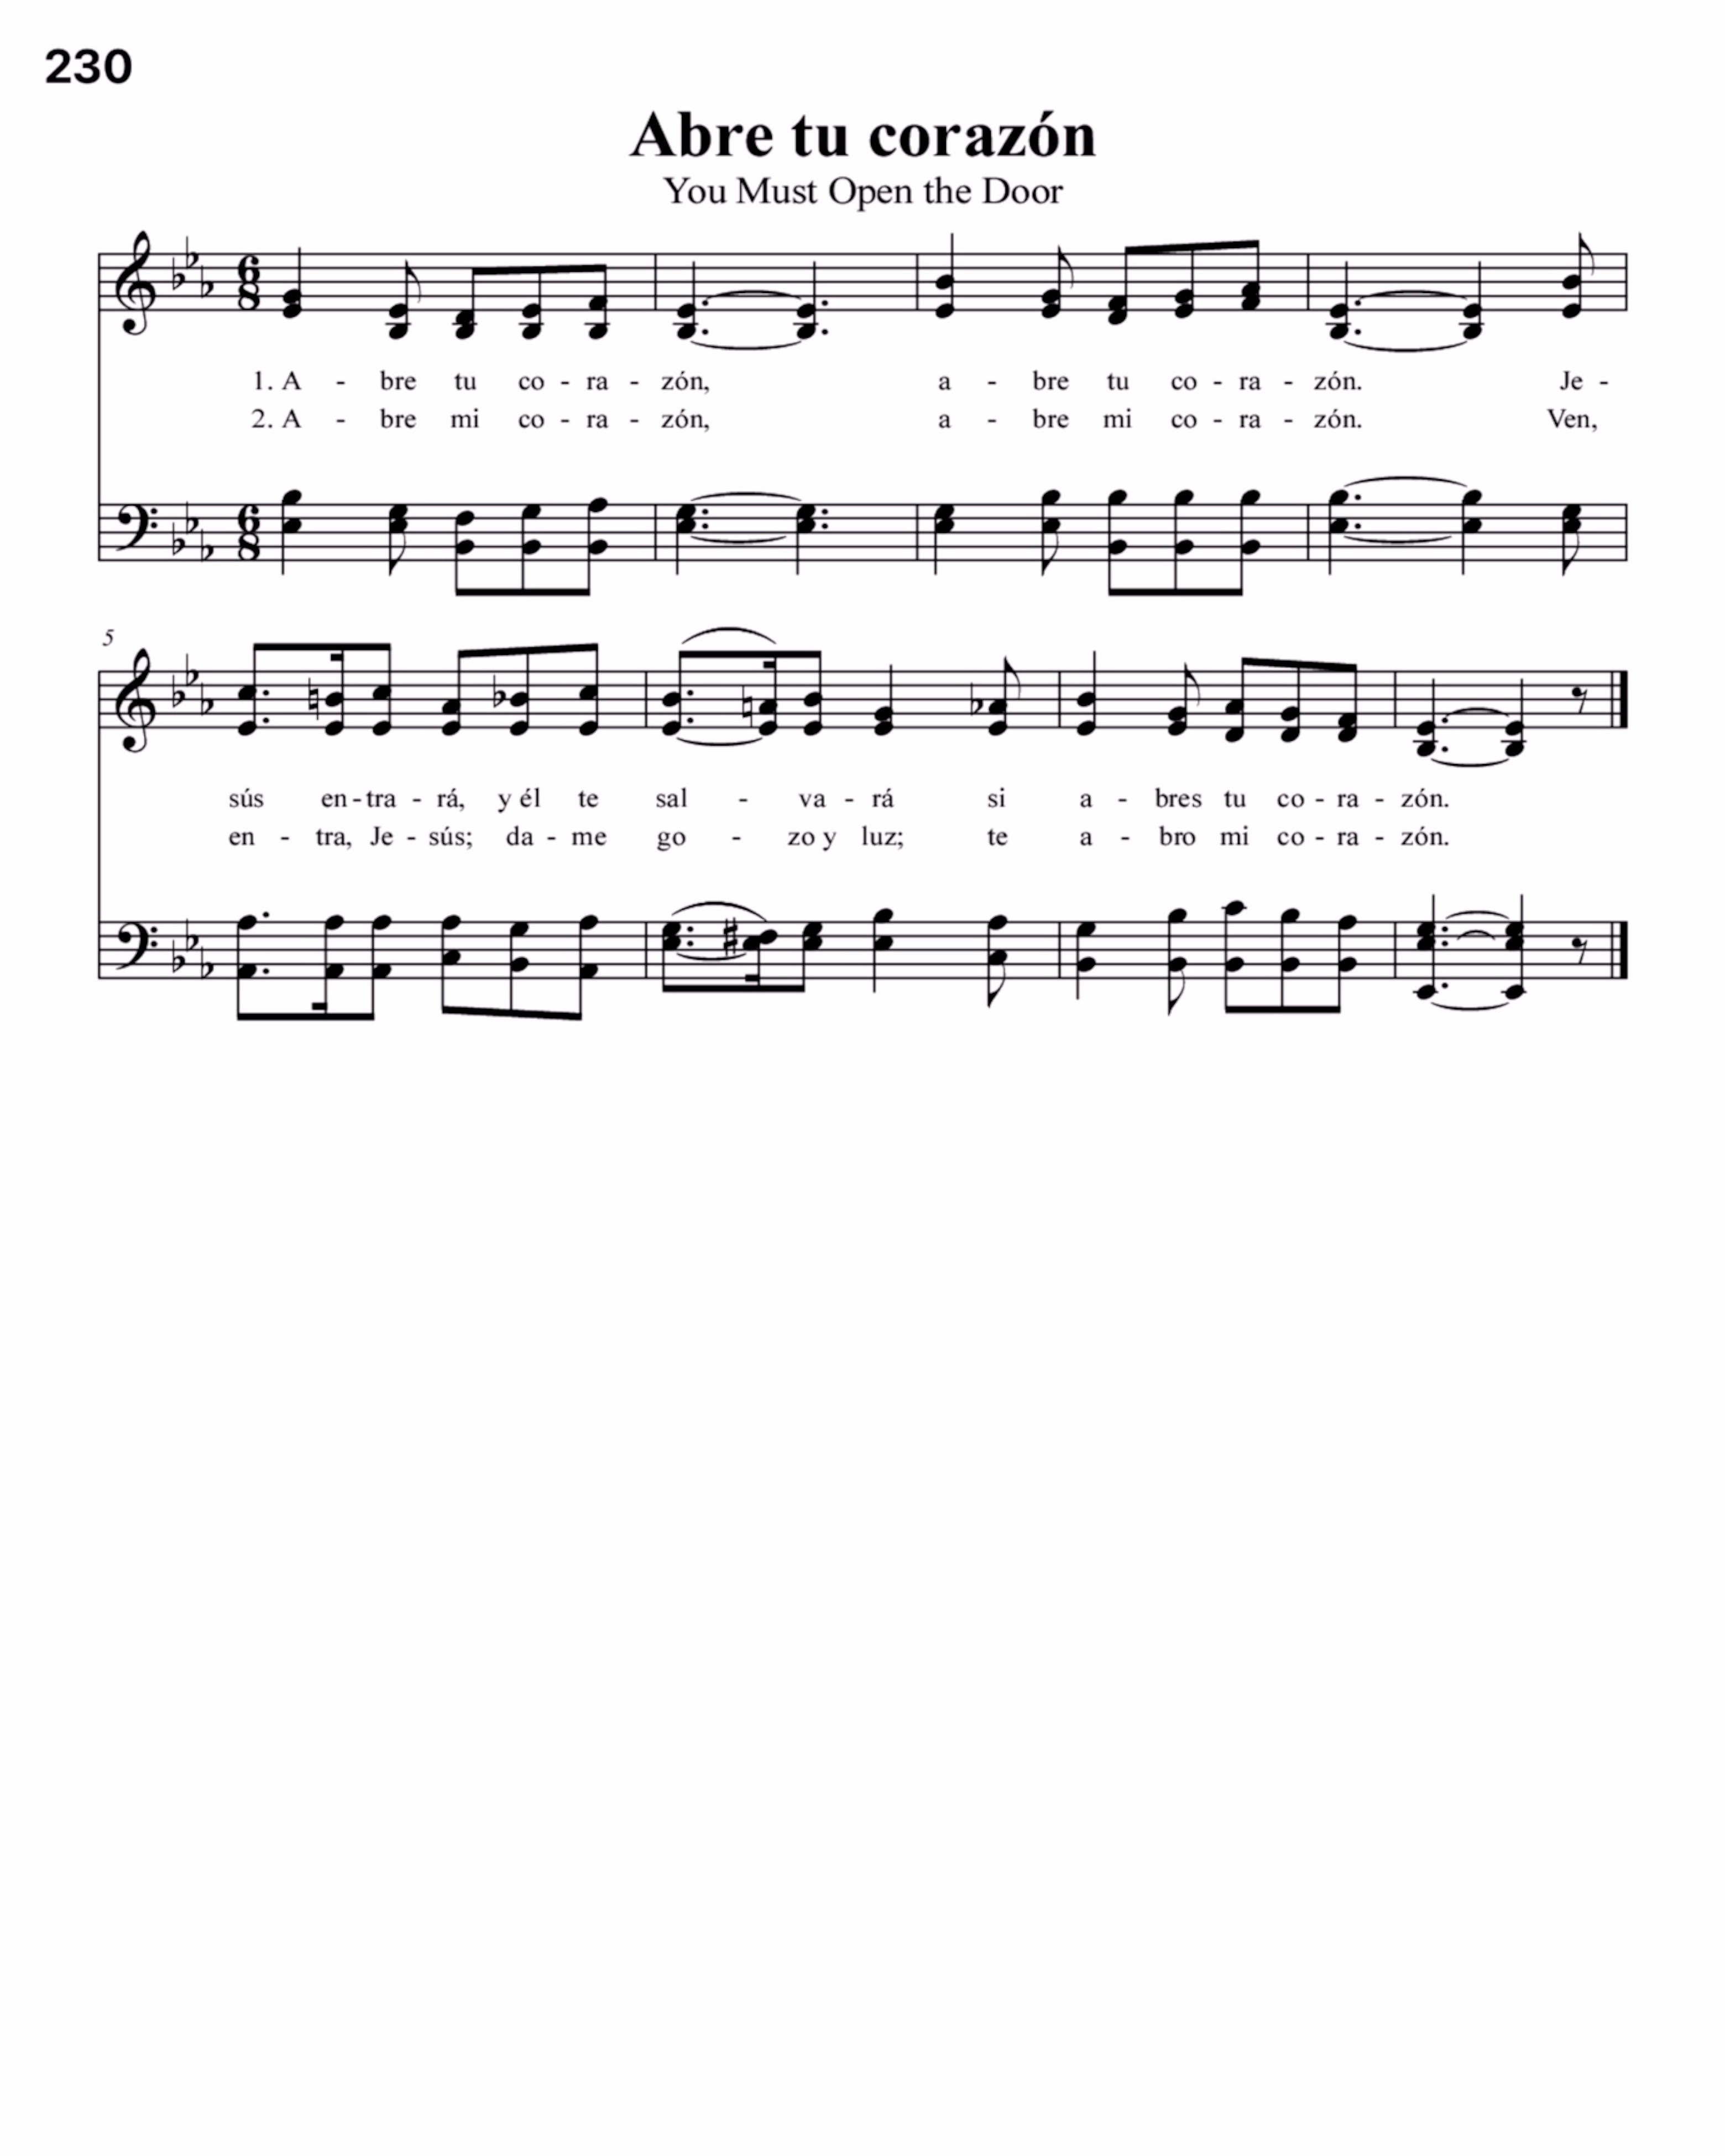 230
Abre tu corazón
You Must Open the Door
6
8
1. A - bre tu co - ra - zón, a - bre tu co - ra - zón. Je -
2. A - bre mi co - ra - zón, a - bre mi co - ra - zón. Ven,
6
8
5
sús en - tra - rá, y él te sal - va - rá si a - bres tu co - ra - zón.
en - tra, Je - sús; da - me go - zo y luz; te a - bro mi co - ra - zón.